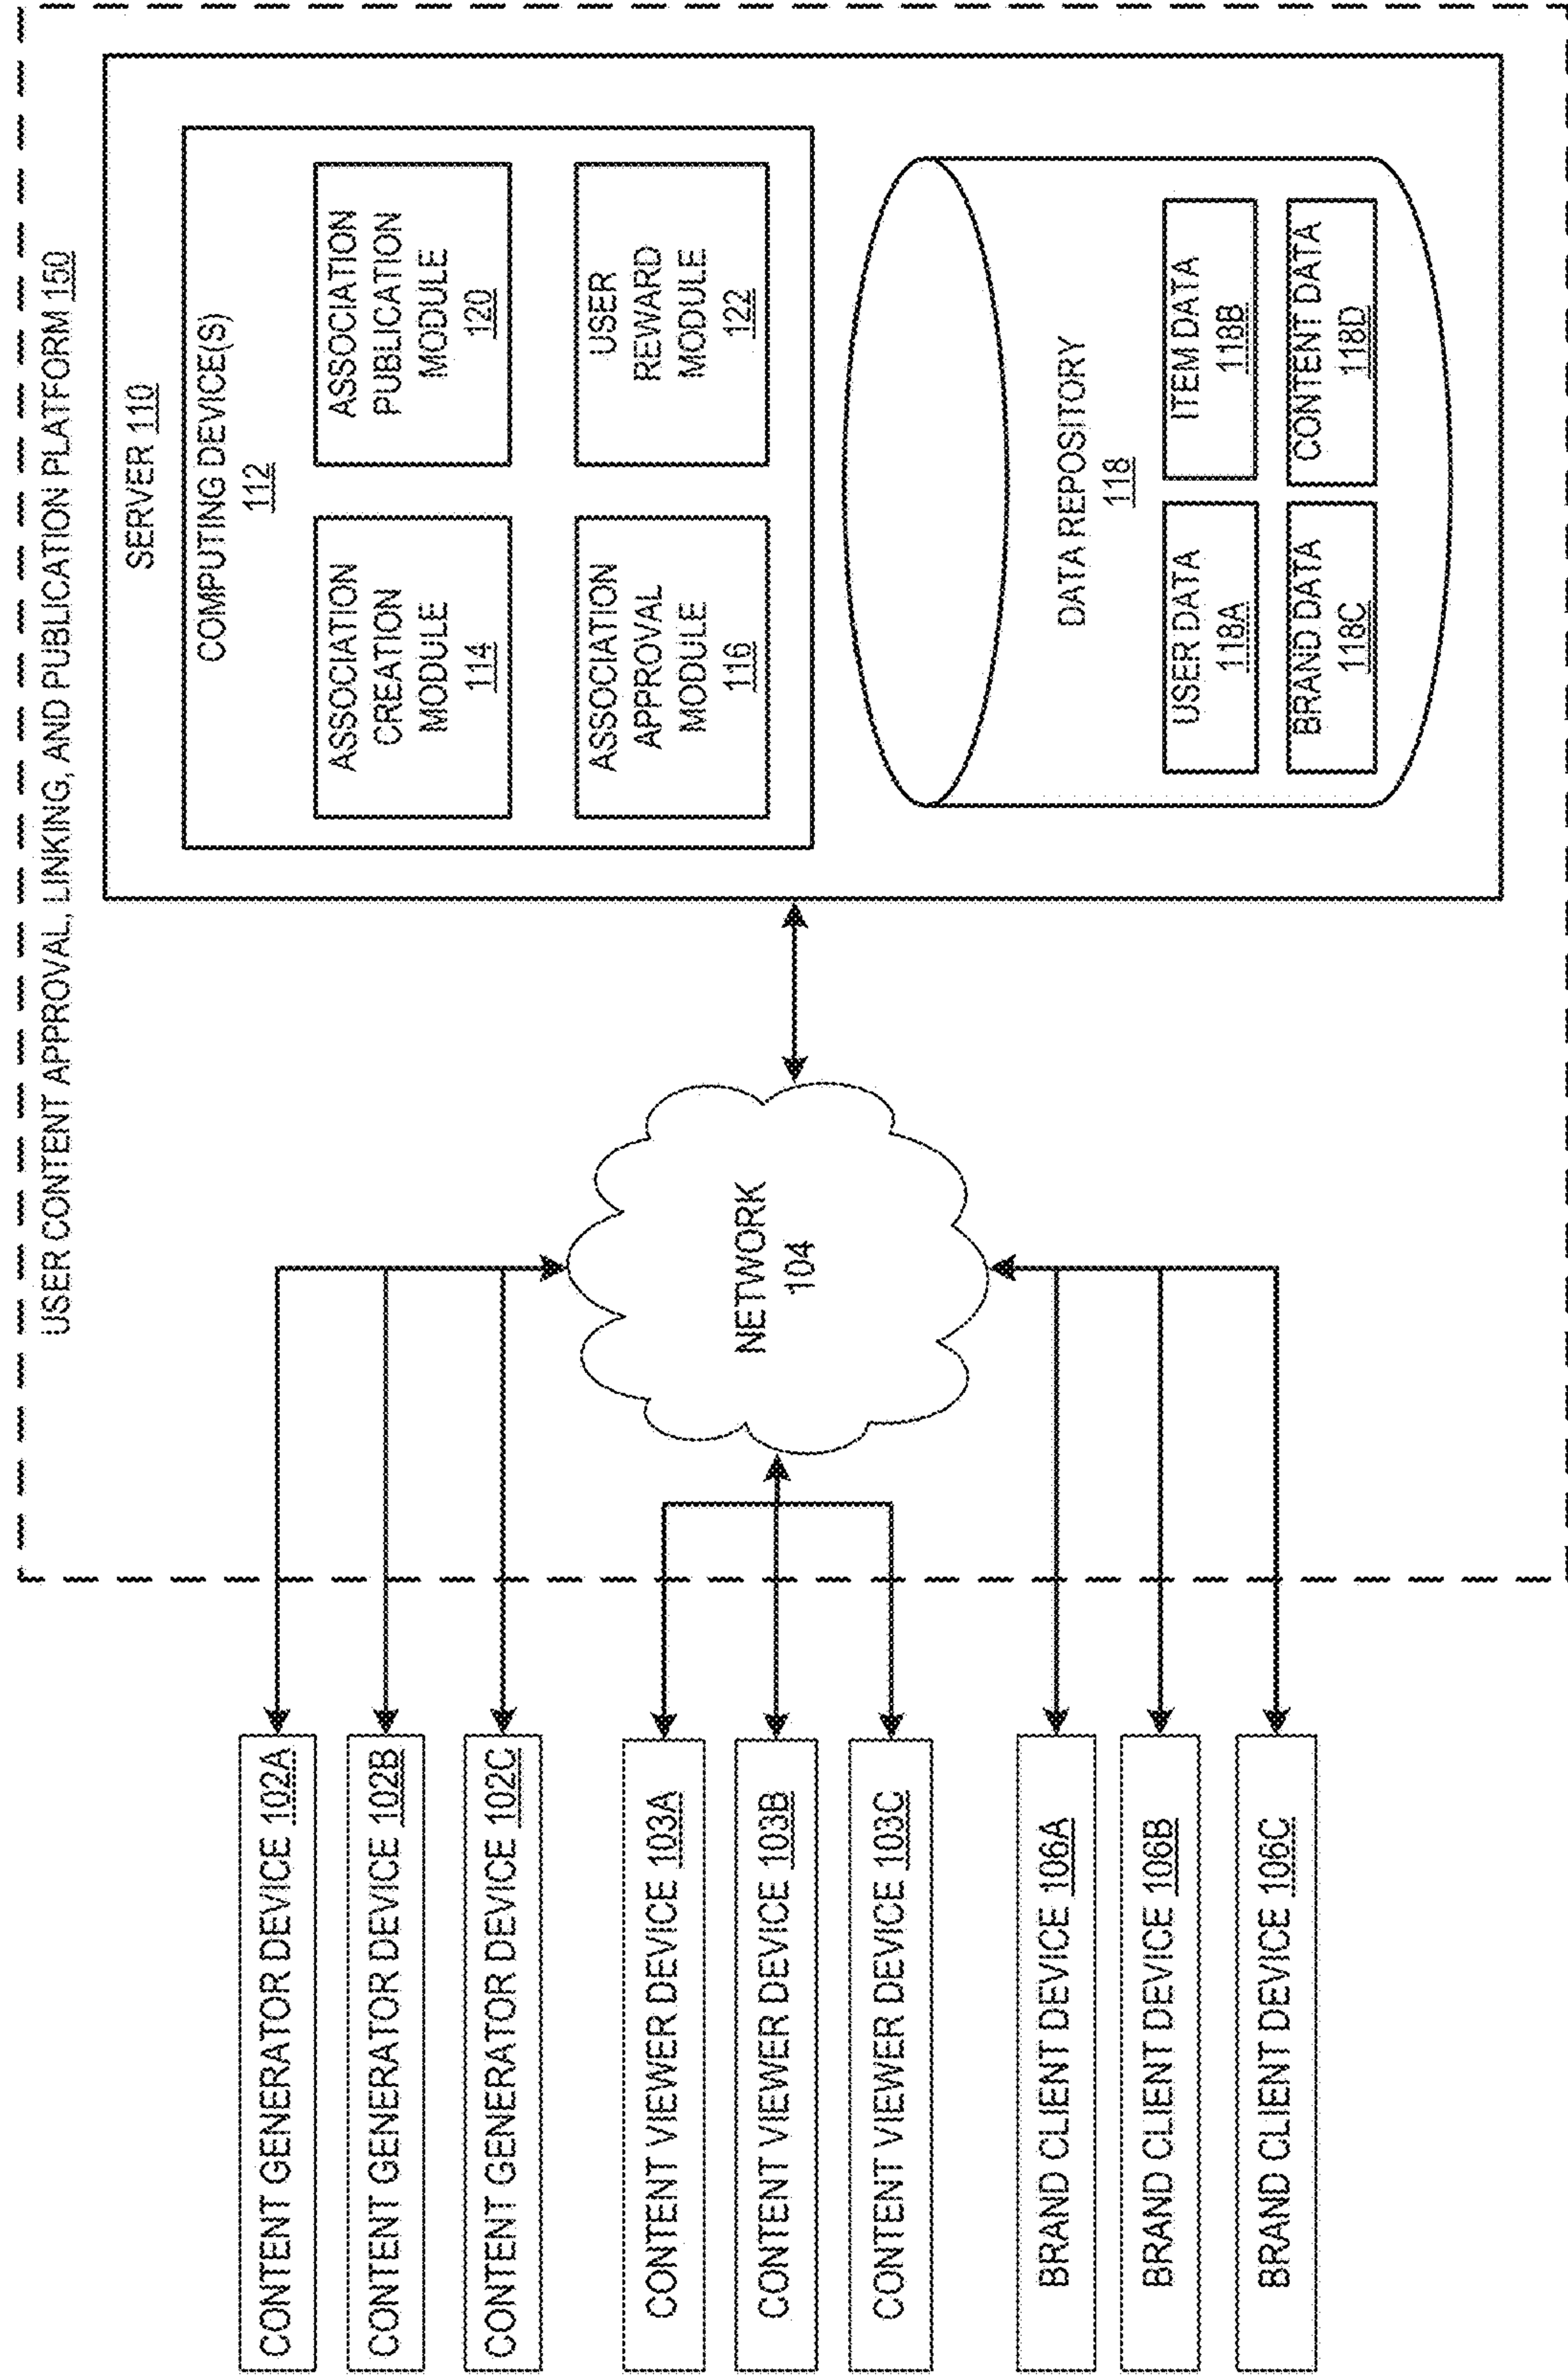 USER CONTENT APPROVAL, LINKING, AND PUBLICATION PLATFORM 150
CONTENT GENERATOR DEVICE 102A
CONTENT GENERATOR DEVICE 102B
CONTENT GENERATOR DEVICE 102C
CONTENT VIEWER DEVICE 103A
CONTENT VIEWER DEVICE 103B
CONTENT VIEWER DEVICE 103C
BRAND CLIENT DEVICE 106A
BRAND CLIENT DEVICE 106B
BRAND CLIENT DEVICE 106C
NETWORK
104
SERVER 110
COMPUTING DEVICE(S)
112
ASSOCIATION
CREATION
MODULE
114
ASSOCIATION
PUBLICATION
MODULE
120
ASSOCIATION
APPROVAL
MODULE
116
USER
REWARD
MODULE
122
DATA REPOSITORY
118
USER DATA
118A
ITEM DATA
118B
BRAND DATA
118C
CONTENT DATA
118D